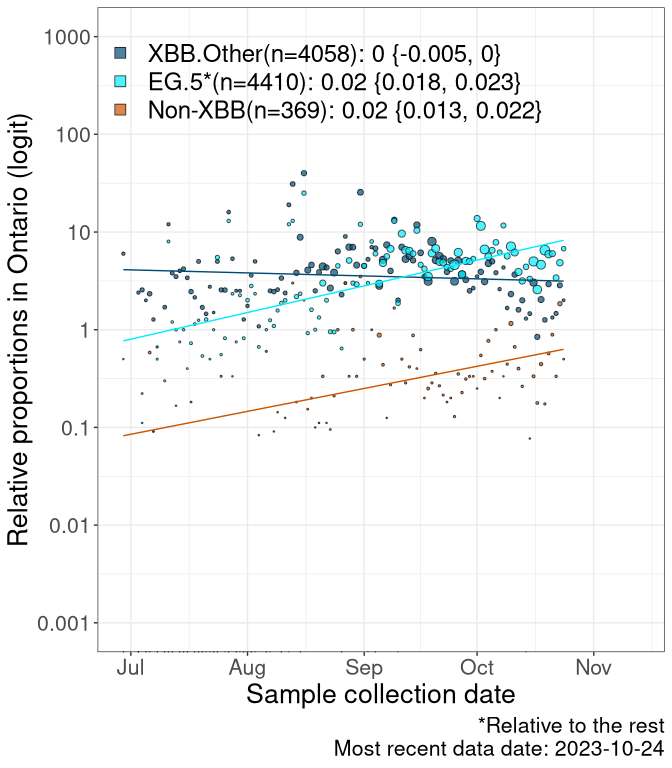 1000
100
10
1
0.1
0.01
0.001
Relative proportions in Ontario (logit)
XBB.Other(n=4058): 0 {-0.005, 0}
EG.5*(n=4410): 0.02 {0.018, 0.023}
Non-XBB(n=369): 0.02 {0.013, 0.022}
Jul Aug Sep Oct Nov
Sample collection date
*Relative to the rest
Most recent data date: 2023-10-24